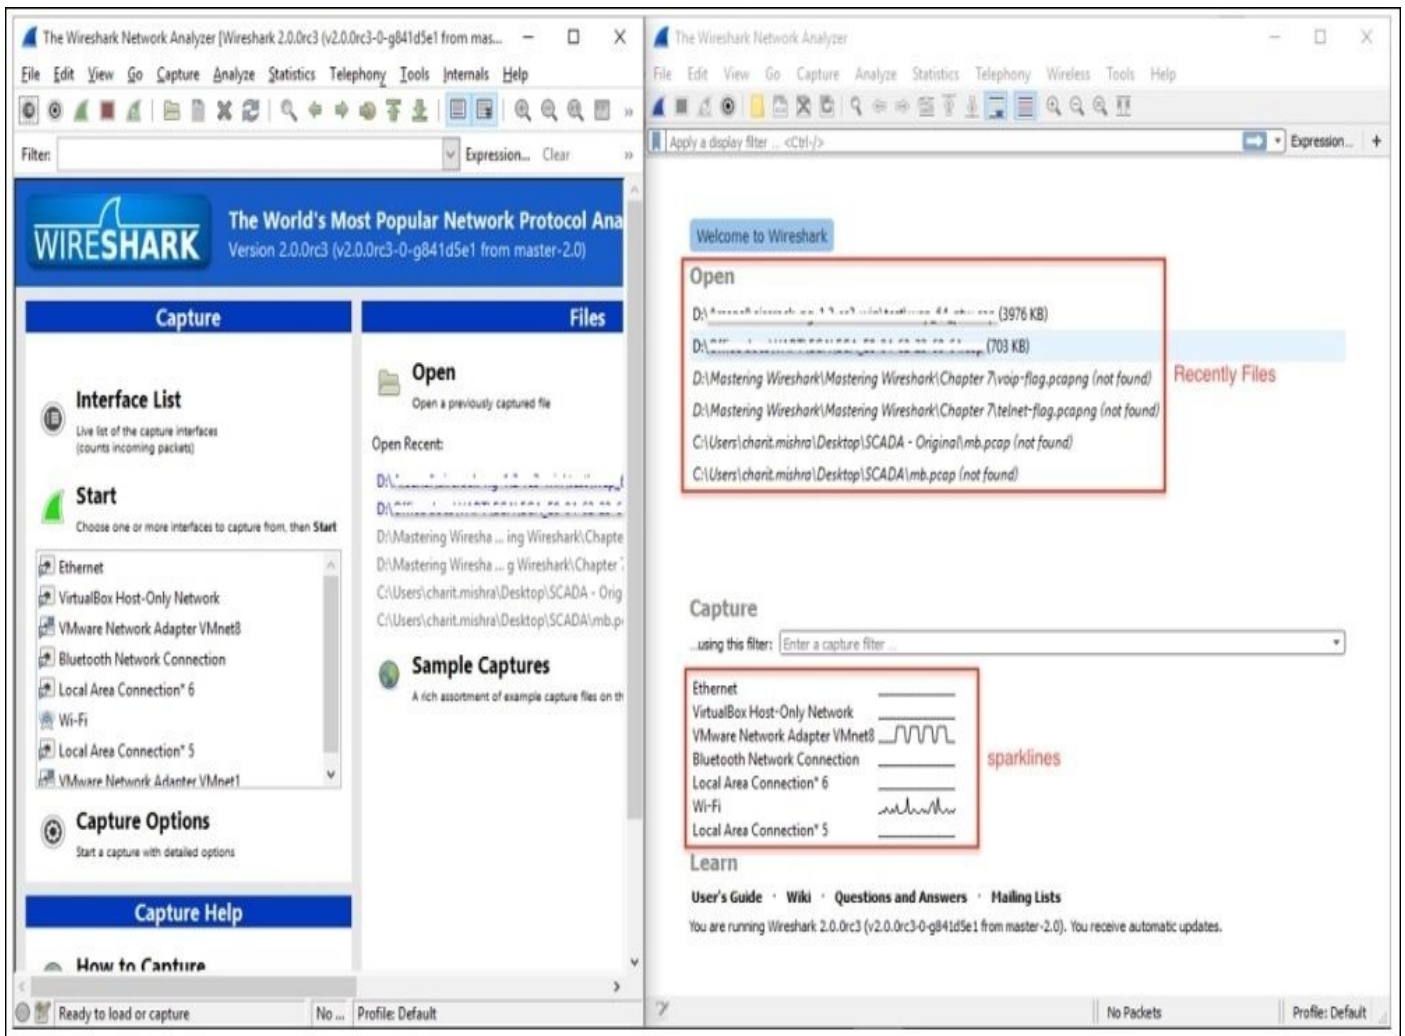 The Wireshark Network Analyzer [Wireshark 2.0.0rc3 (v2.0.0rc3-0-g841d5e1 from mas...
File Edit View Go Capture Analyze Statistics Telephony Tools Internals Help
Filter: Expression... Clear
WIRESHARK
The World's Most Popular Network Protocol Ana
Version 2.0.0rc3 (v2.0.0rc3-0-g841d5e1 from master-2.0)
Capture
Interface List
Live list of the capture interfaces
(counts incoming packets)
Start
Choose one or more interfaces to capture from, then Start
Ethernet
VirtualBox Host-Only Network
VMware Network Adapter VMnet8
Bluetooth Network Connection
Local Area Connection* 6
Wi-Fi
Local Area Connection* 5
VMware Network Adapter VMnet1
Capture Options
Start a capture with detailed options
Capture Help
How to Capture
Files
Open
Open a previously captured file
Open Recent:
D:\
D:\
D:\Mastering Wiresha ... ing Wireshark\Chapte
D:\Mastering Wiresha ... g Wireshark\Chapter
C:\Users\charit.mishra\Desktop\SCADA - Orig
C:\Users\charit.mishra\Desktop\SCADA\mb.p
Sample Captures
A rich assortment of example capture files on th
Ready to load or capture No ... Profile: Default
The Wireshark Network Analyzer
File Edit View Go Capture Analyze Statistics Telephony Wireless Tools Help
Apply a display filter ... <Ctrl-/> Expression... +
Welcome to Wireshark
Open
D:\ (3976 KB)
D:\ (703 KB)
D:\Mastering Wireshark\Mastering Wireshark\Chapter 7\voip-flag.pcapng (not found)
D:\Mastering Wireshark\Mastering Wireshark\Chapter 7\telnet-flag.pcapng (not found)
C:\Users\charit.mishra\Desktop\SCADA - Original\mb.pcap (not found)
C:\Users\charit.mishra\Desktop\SCADA\mb.pcap (not found)
Recently Files
Capture
...using this filter: Enter a capture filter ...
Ethernet
VirtualBox Host-Only Network
VMware Network Adapter VMnet8
Bluetooth Network Connection
Local Area Connection* 6
Wi-Fi
Local Area Connection* 5
sparklines
Learn
User's Guide · Wiki · Questions and Answers · Mailing Lists
You are running Wireshark 2.0.0rc3 (v2.0.0rc3-0-g841d5e1 from master-2.0). You receive automatic updates.
No Packets Profile: Default